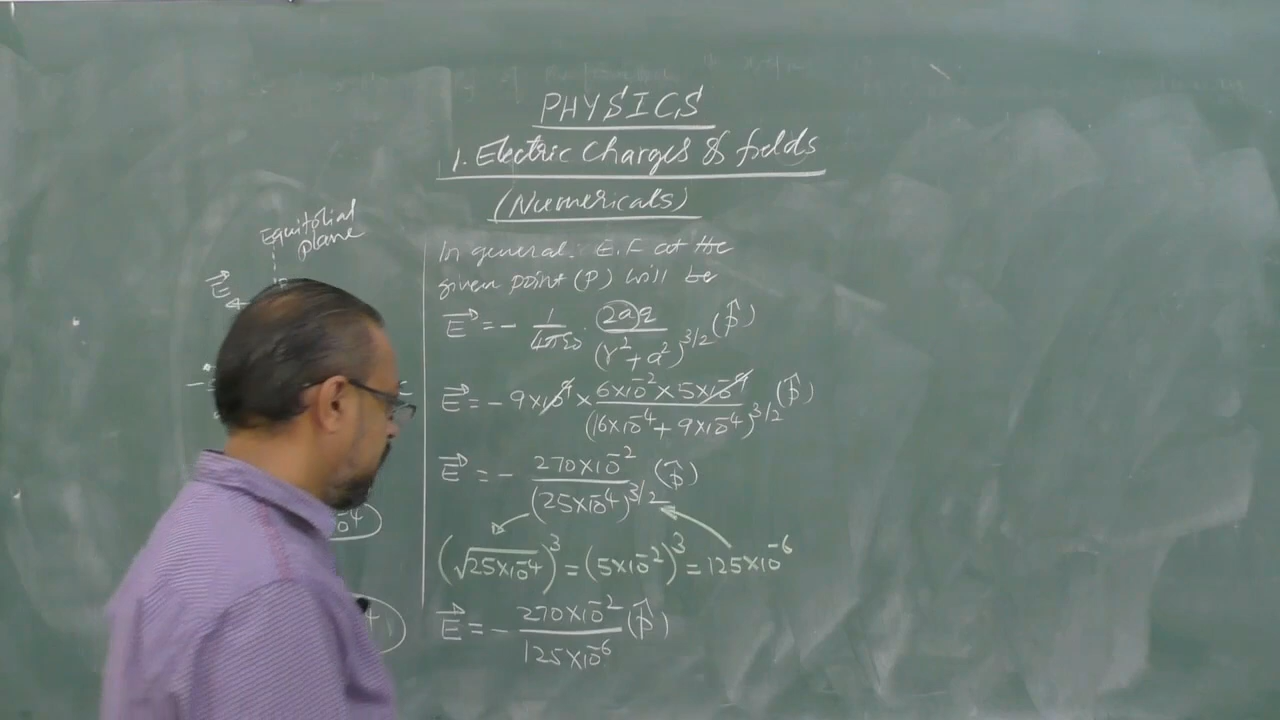 PHYSICS
1. Electric Charges & fields
(Numericals)
Equitorial
plane
E⃗
In general. E.F at the
given point (P) will be
E⃗ = - 1/4πε₀ . 2aq/(r² + a²)^3/2 (p̂)
E⃗ = - 9×10⁹ × 6×10⁻² × 5×10⁻⁹/(16×10⁻⁴ + 9×10⁻⁴)^3/2 (p̂)
E⃗ = - 270×10⁻²/(25×10⁻⁴)^3/2 (p̂)
(√25×10⁻⁴)³ = (5×10⁻²)³ = 125×10⁻⁶
E⃗ = - 270×10⁻²/125×10⁻⁶ (p̂)